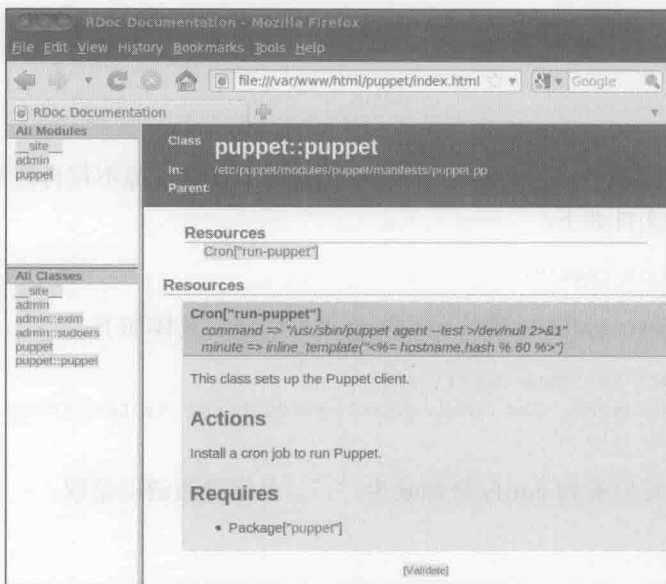 RDoc Documentation - Mozilla Firefox
File Edit View History Bookmarks Tools Help
file:///var/www/html/puppet/index.html
Google
RDoc Documentation
All Modules
__site__
admin
puppet
All Classes
__site__
admin
admin::exim
admin::sudoers
puppet
puppet::puppet
Class puppet::puppet
In: /etc/puppet/modules/puppet/manifests/puppet.pp
Parent:
Resources
Cron["run-puppet"]
Resources
Cron["run-puppet"]
command => "/usr/sbin/puppet agent --test >/dev/null 2>&1"
minute => inline_template("<%= hostname.hash % 60 %>")
This class sets up the Puppet client.
Actions
Install a cron job to run Puppet.
Requires
• Package["puppet"]
[Validate]